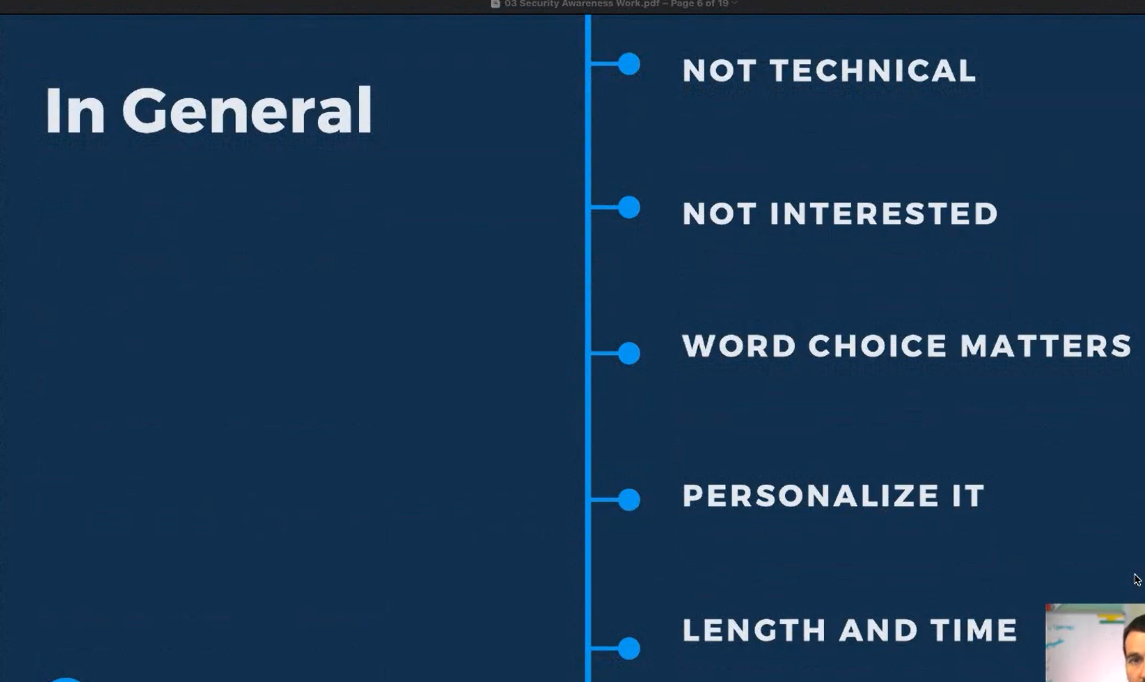 03 Security Awareness Work.pdf – Page 6 of 19
In General
NOT TECHNICAL
NOT INTERESTED
WORD CHOICE MATTERS
PERSONALIZE IT
LENGTH AND TIME